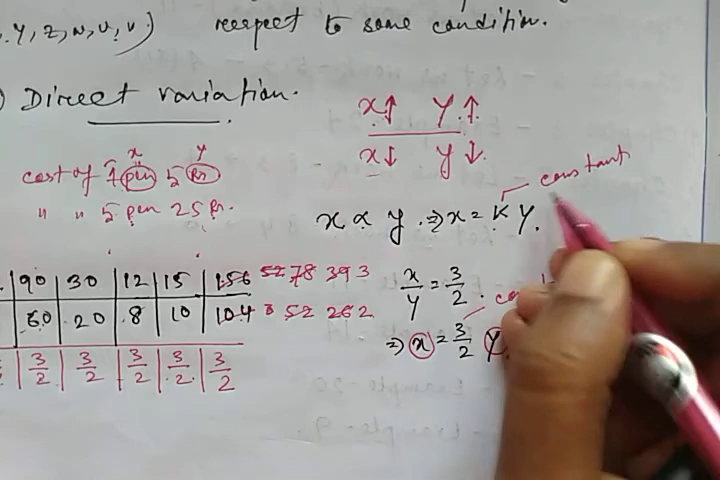 Y, Z, w, u, v) respect to some condition.
) Direct variation.
x↑ Y↑
x↓ y↓
x y
cost of 1 pen 5 Rs
" " 5 pen 25 Rs.
constant
x ∝ y ⇒ x = K Y.
90 30 12 15 156 52 78 393
60 20 8 10 104 52 262
3/2 3/2 3/2 3/2 3/2
x/y = 3/2
⇒ x = 3/2 Y